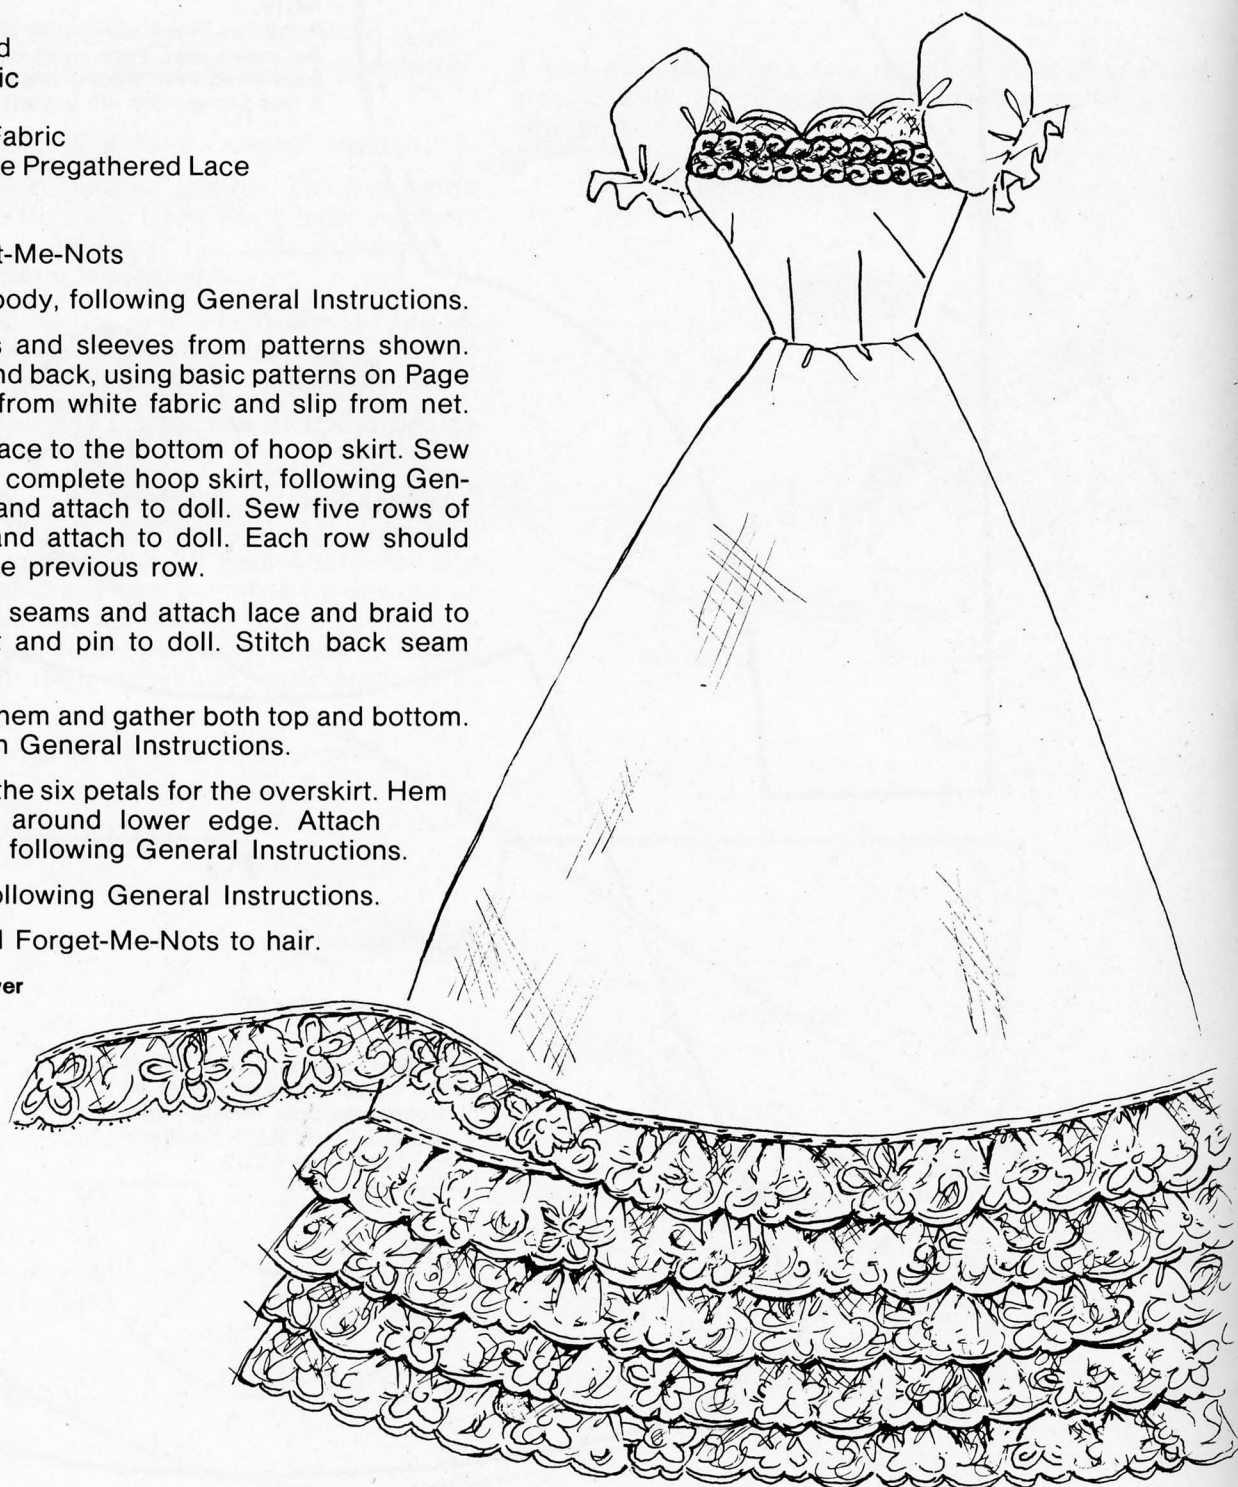 d
ic
Fabric
e Pregathered Lace
t-Me-Nots
body, following General Instructions.
s and sleeves from patterns shown.
nd back, using basic patterns on Page
from white fabric and slip from net.
ace to the bottom of hoop skirt. Sew
complete hoop skirt, following Gen-
and attach to doll. Sew five rows of
and attach to doll. Each row should
e previous row.
seams and attach lace and braid to
t and pin to doll. Stitch back seam
hem and gather both top and bottom.
n General Instructions.
the six petals for the overskirt. Hem
around lower edge. Attach
following General Instructions.
ollowing General Instructions.
l Forget-Me-Nots to hair.
ver